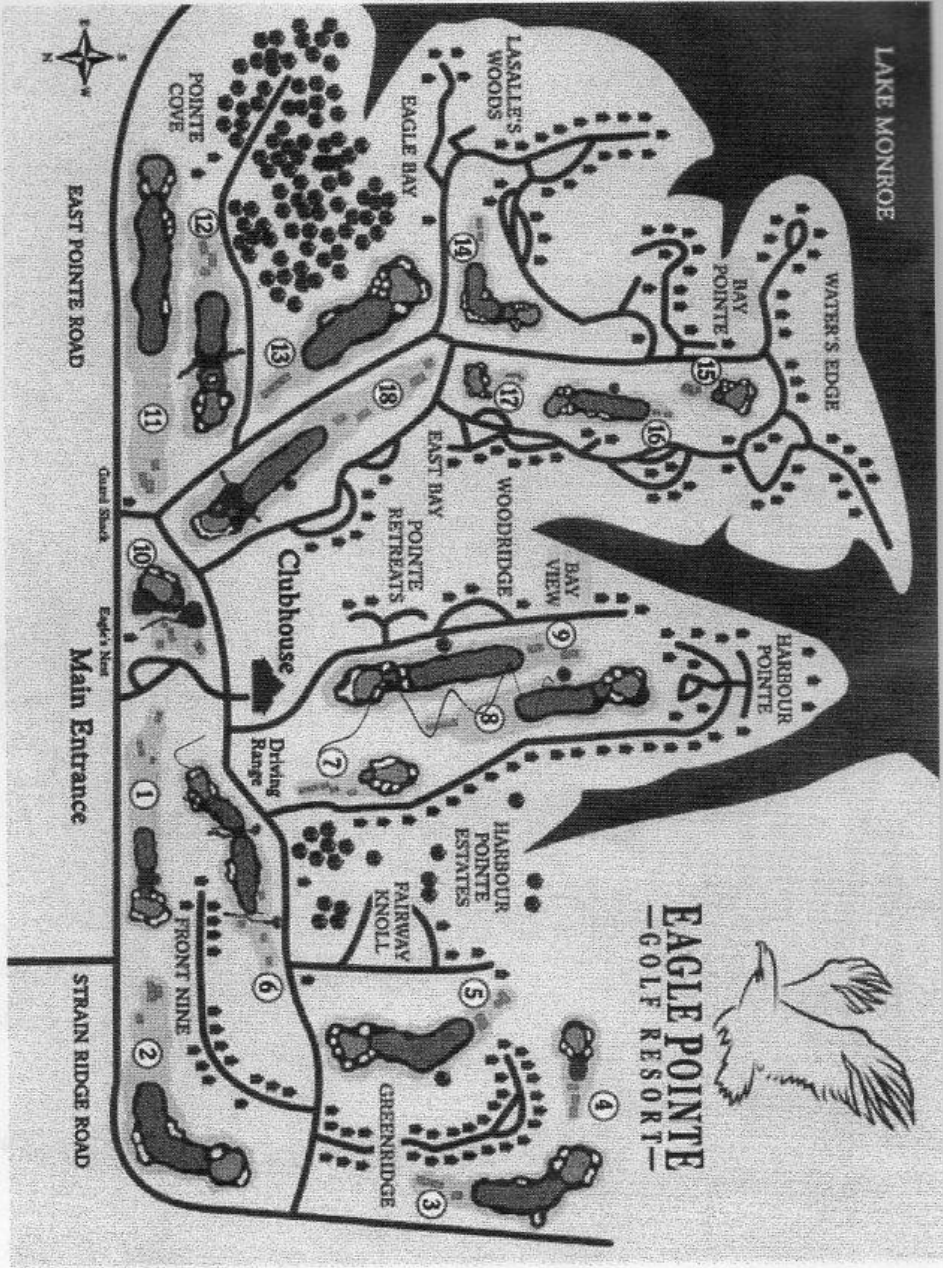 LAKE MONROE
EAGLE POINTE
—GOLF RESORT—
WATER'S EDGE
HARBOUR
POINTE
BAY
POINTE
LASALLE'S
WOODS
EAGLE BAY
POINTE
COVE
EAST BAY
WOODRIDGE
BAY
VIEW
POINTE
RETREATS
HARBOUR
POINTE
ESTATES
FAIRWAY
KNOLL
GREENRIDGE
FRONT NINE
Clubhouse
Driving
Range
Guard Shack
Eagle's Nest
Main Entrance
EAST POINTE ROAD
STRAIN RIDGE ROAD
1
2
3
4
5
6
7
8
9
10
11
12
13
14
15
16
17
18
N
S
E
W